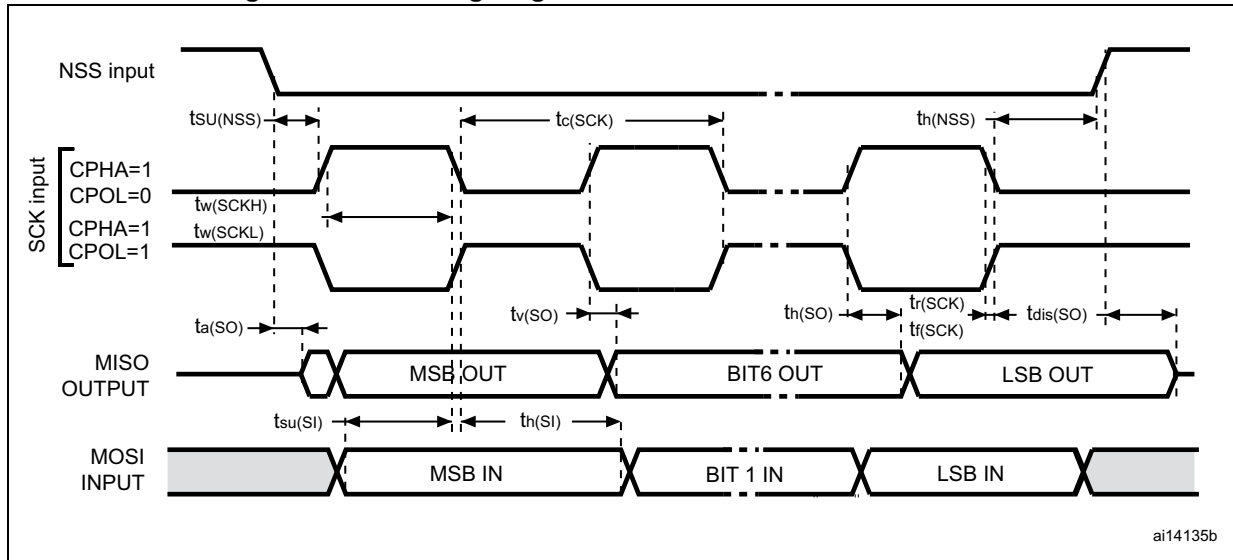 NSS input
tSU(NSS)
tc(SCK)
th(NSS)
SCK input
CPHA=1
CPOL=0
tw(SCKH)
CPHA=1
tw(SCKL)
CPOL=1
ta(SO)
tv(SO)
th(SO)
tr(SCK)
tf(SCK)
tdis(SO)
MISO
OUTPUT
MSB OUT
BIT6 OUT
LSB OUT
tsu(SI)
th(SI)
MOSI
INPUT
MSB IN
BIT 1 IN
LSB IN
ai14135b